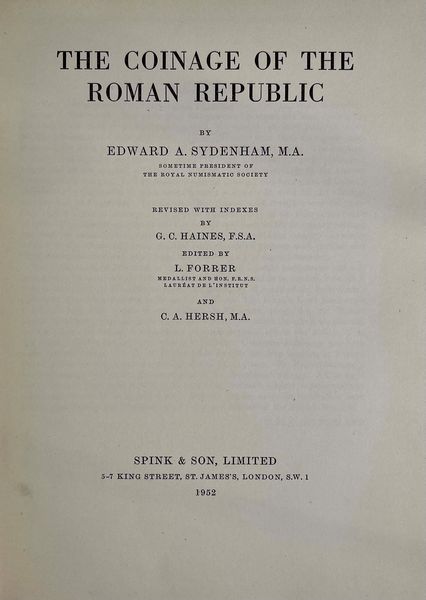 THE COINAGE OF THE
ROMAN REPUBLIC
BY
EDWARD A. SYDENHAM, M.A.
SOMETIME PRESIDENT OF
THE ROYAL NUMISMATIC SOCIETY
REVISED WITH INDEXES
BY
G. C. HAINES, F.S.A.
EDITED BY
L. FORRER
MEDALLIST AND HON. F.R.N.S.
LAURÉAT DE L'INSTITUT
AND
C. A. HERSH, M.A.
SPINK & SON, LIMITED
5-7 KING STREET, ST. JAMES'S, LONDON, S.W. 1
1952